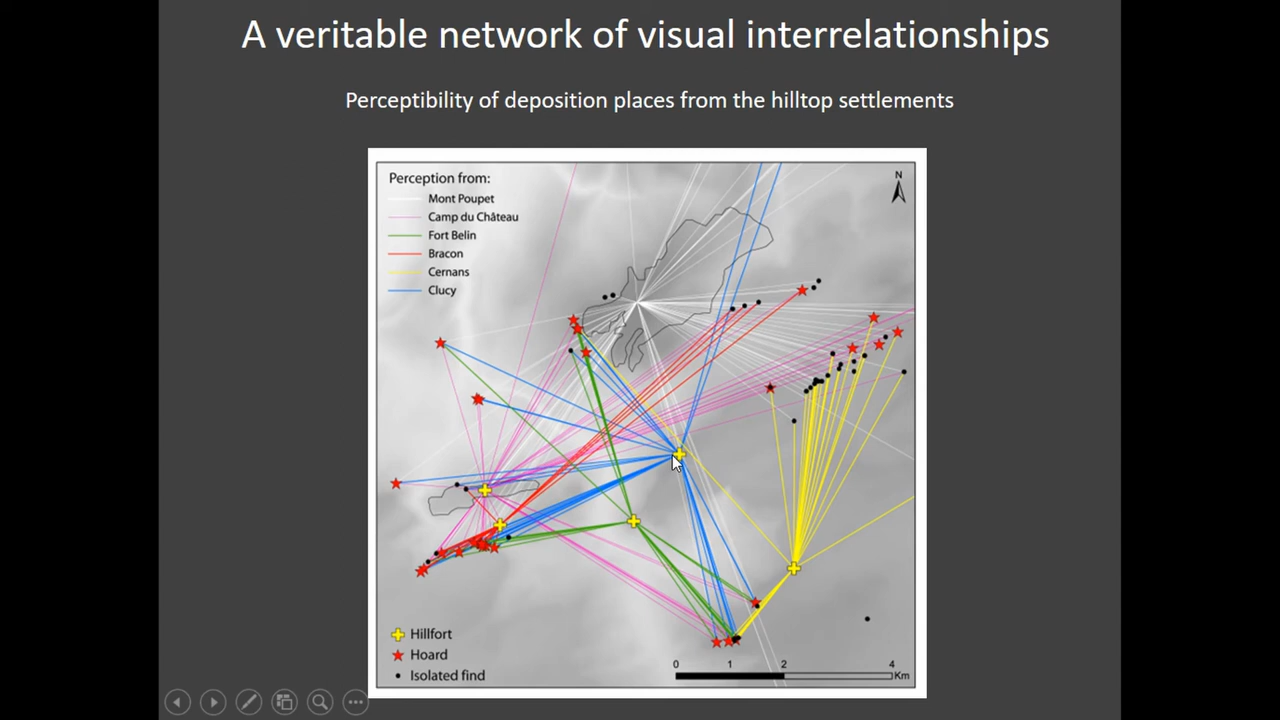 A veritable network of visual interrelationships
Perceptibility of deposition places from the hilltop settlements
Perception from:
Mont Poupet
Camp du Château
Fort Belin
Bracon
Cernans
Clucy
N
Hillfort
Hoard
Isolated find
0 1 2 4
Km